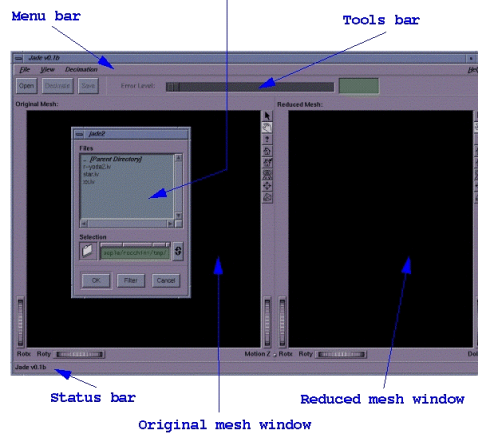 Menu bar
Tools bar
Jade v0.1b
File View Decimation
Open Decimate Save Error Level:
Original Mesh: Reduced Mesh:
jade2
Files
.. [Parent Directory]
star.iv
Selection
OK Filter Cancel
Rotx Roty Motion Z Rotx Roty
Jade v0.1b
Status bar
Original mesh window
Reduced mesh window